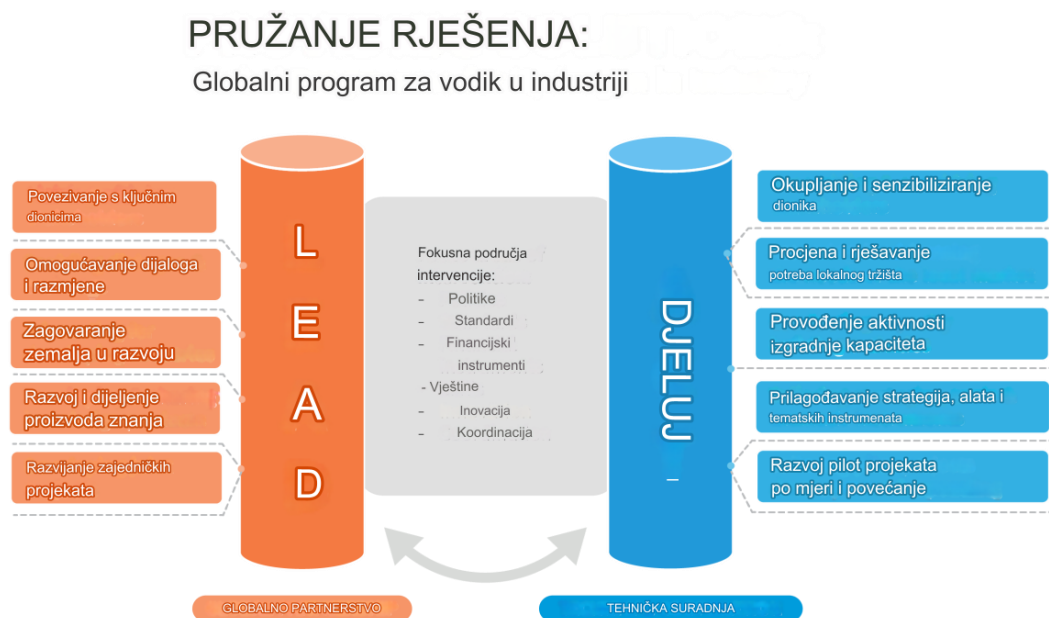 PRUŽANJE RJEŠENJA:
Globalni program za vodik u industriji
Povezivanje s ključnim
dionicima
Omogućavanje dijaloga
i razmjene
Zagovaranje
zemalja u razvoju
Razvoj i dijeljenje
proizvoda znanja
Razvijanje zajedničkih
projekata
L
E
A
D
Fokusna područja
intervencije:
- Politike
- Standardi
- Financijski
instrumenti
- Vještine
- Inovacija
- Koordinacija
DJELUJ
Okupljanje i senzibiliziranje
dionika
Procjena i rješavanje
potreba lokalnog tržišta
Provođenje aktivnosti
izgradnje kapaciteta
Prilagođavanje strategija, alata i
tematskih instrumenata
Razvoj pilot projekata
po mjeri i povećanje
GLOBALNO PARTNERSTVO
TEHNIČKA SURADNJA